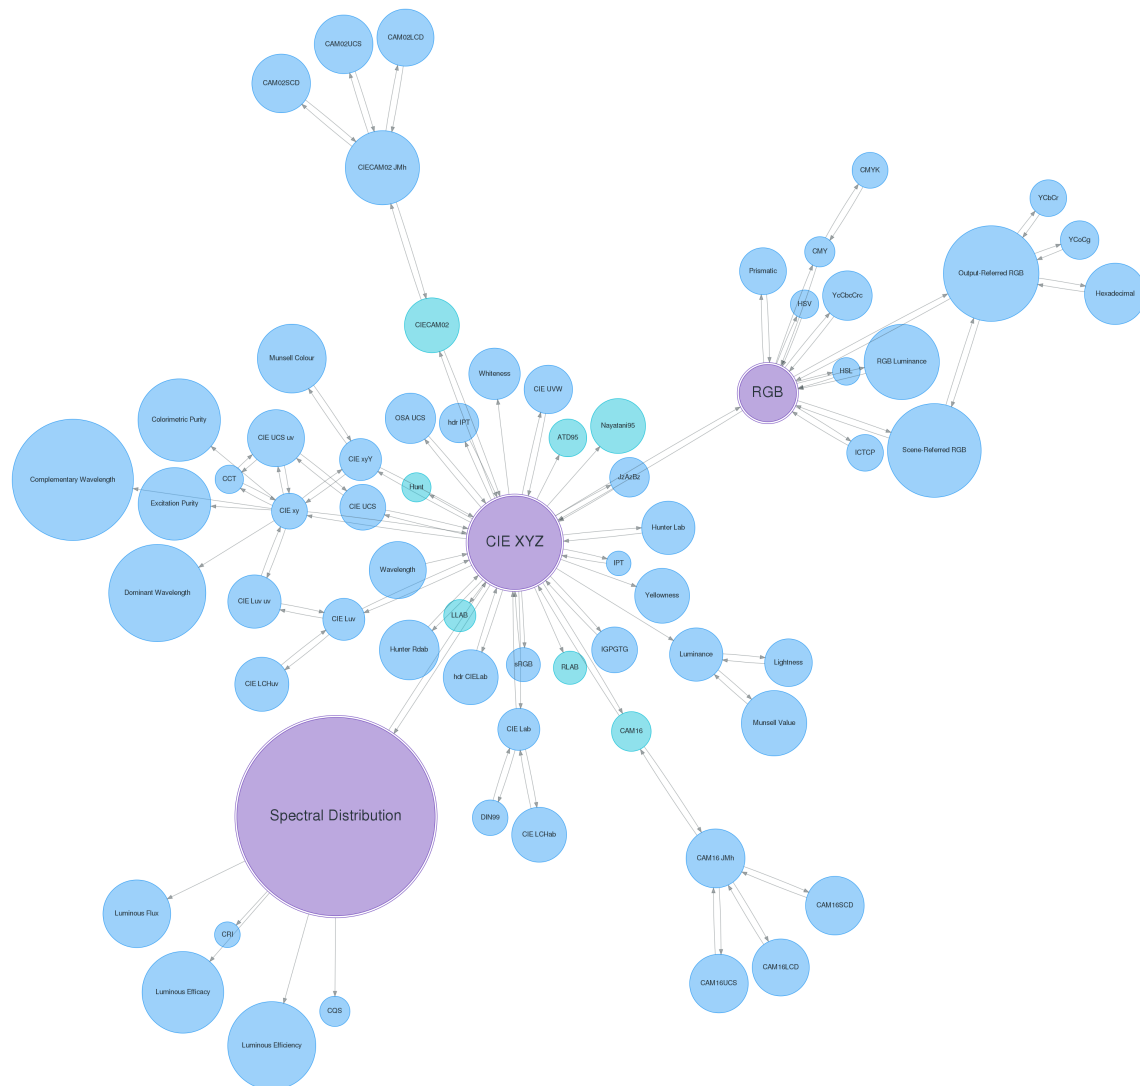 CAM02LCD
CAM02UCS
CAM02SCD
CIECAM02 JMh
CMYK
YCbCr
YCoCg
CMY
Prismatic
Output-Referred RGB
Hexadecimal
YcCbcCrc
HSV
CIECAM02
Munsell Colour
RGB Luminance
HSL
Whiteness
CIE UVW
RGB
OSA UCS
hdr IPT
Colorimetric Purity
Nayatani95
ATD95
CIE UCS uv
Scene-Referred RGB
ICTCP
CIE xyY
Complementary Wavelength
CCT
JzAzBz
Hunt
Excitation Purity
CIE UCS
CIE xy
Hunter Lab
CIE XYZ
IPT
Wavelength
Dominant Wavelength
Yellowness
CIE Luv uv
LLAB
CIE Luv
Hunter Rdab
IGPGTG
Luminance
Lightness
sRGB
RLAB
hdr CIELab
CIE LCHuv
Munsell Value
CIE Lab
CAM16
Spectral Distribution
DIN99
CIE LCHab
CAM16 JMh
CAM16SCD
Luminous Flux
CRI
CAM16LCD
CAM16UCS
Luminous Efficacy
CQS
Luminous Efficiency